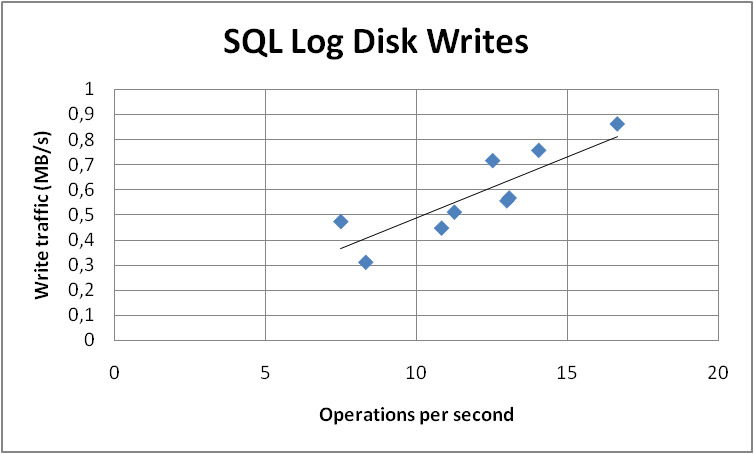 SQL Log Disk Writes
Write traffic (MB/s)
1
0,9
0,8
0,7
0,6
0,5
0,4
0,3
0,2
0,1
0
0 5 10 15 20
Operations per second